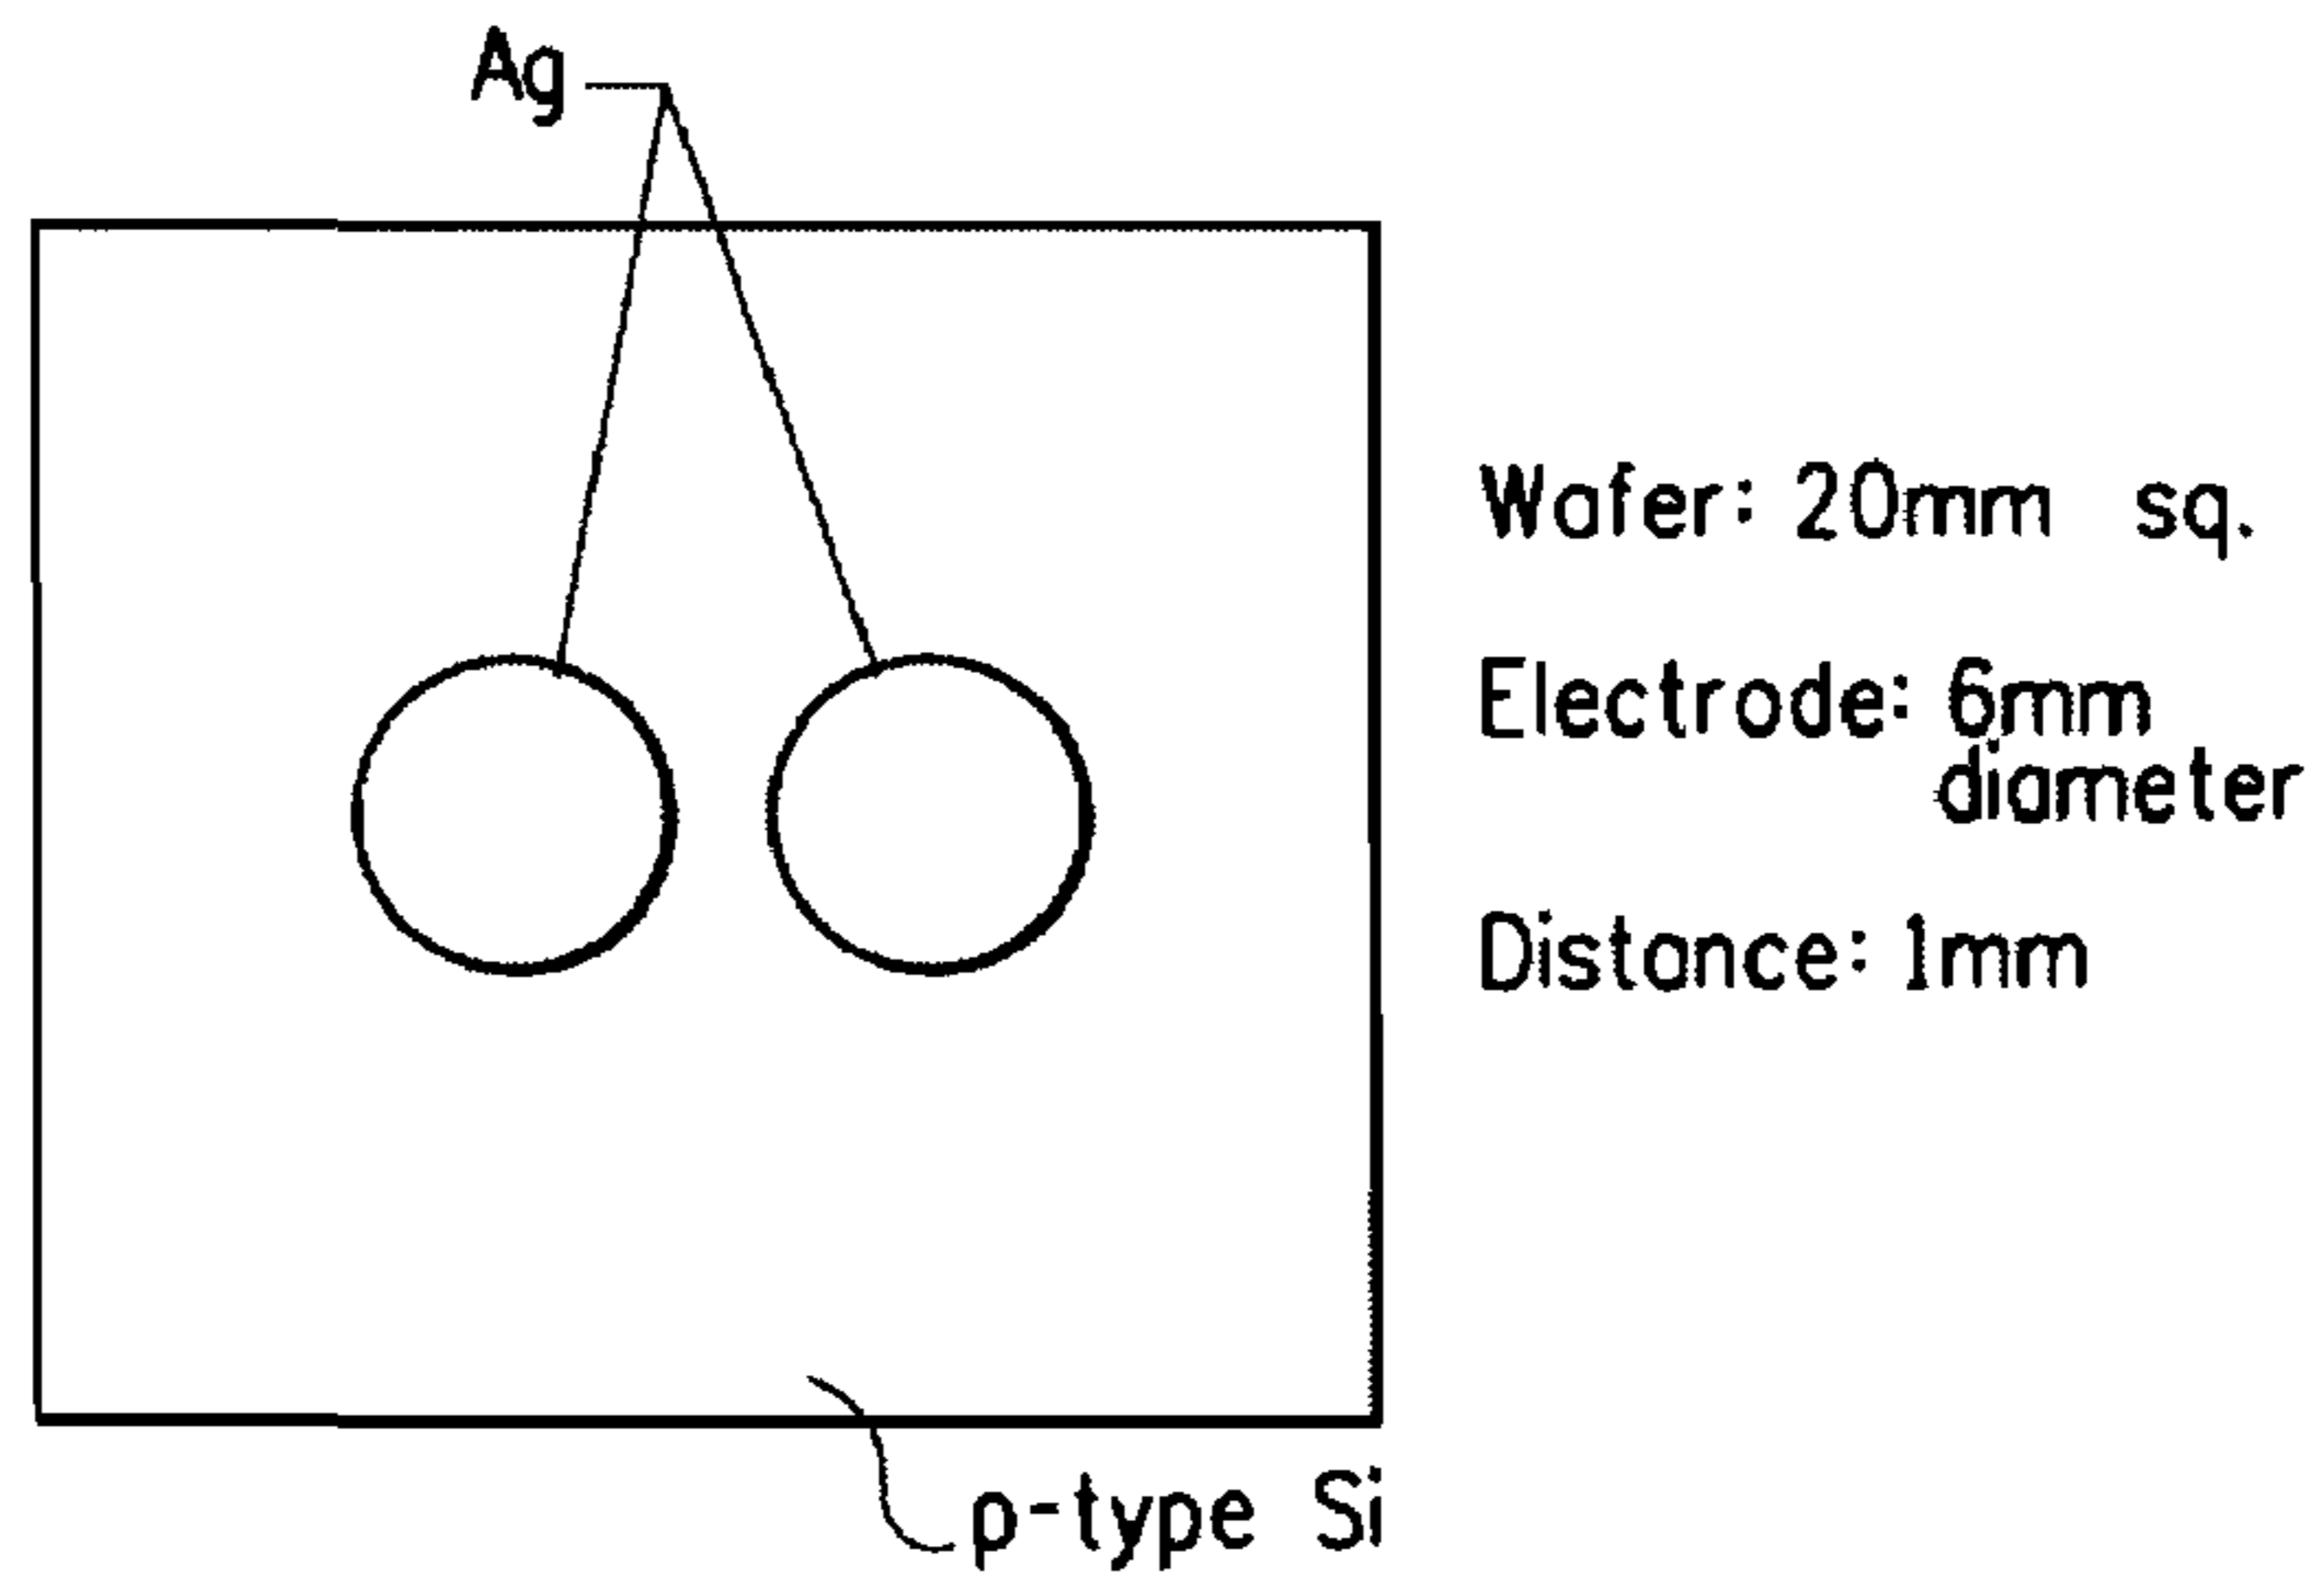 Ag
Wafer: 20mm sq.
Electrode: 6mm
diameter
Distance: 1mm
p-type Si